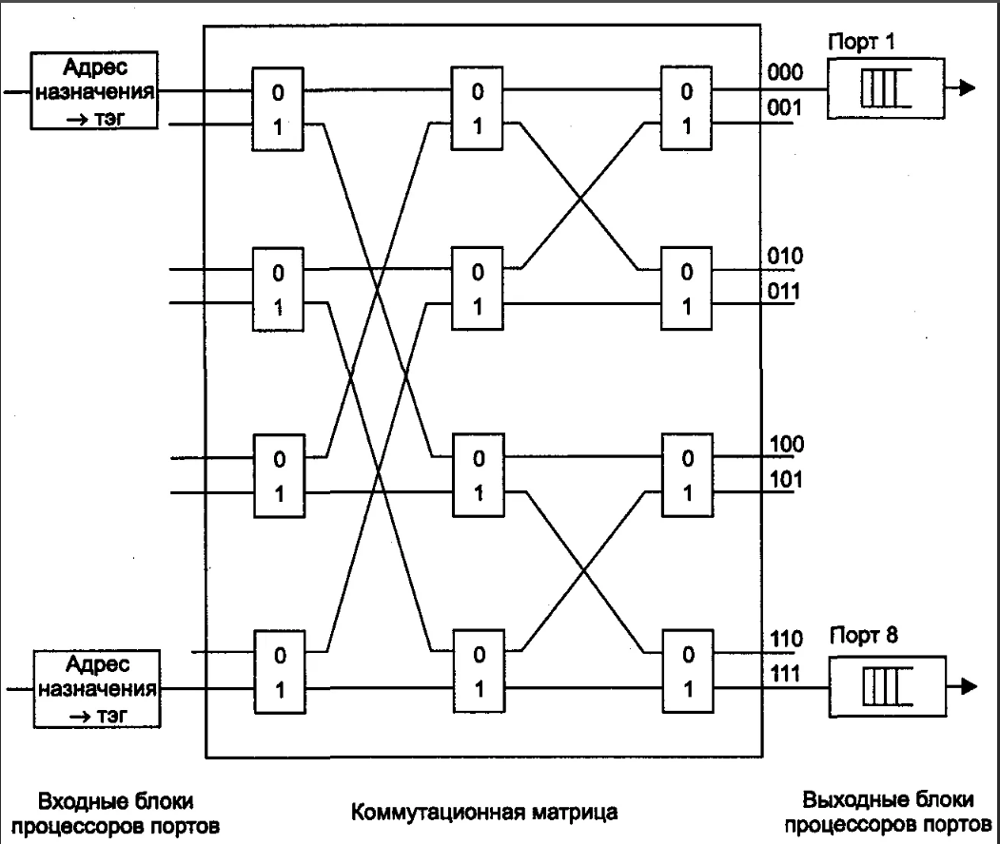 Адрес
назначения
→ тэг
0
1
0
1
0
1
000
001
Порт 1
0
1
0
1
0
1
010
011
0
1
0
1
0
1
100
101
Адрес
назначения
→ тэг
0
1
0
1
0
1
110
111
Порт 8
Входные блоки
процессоров портов
Коммутационная матрица
Выходные блоки
процессоров портов